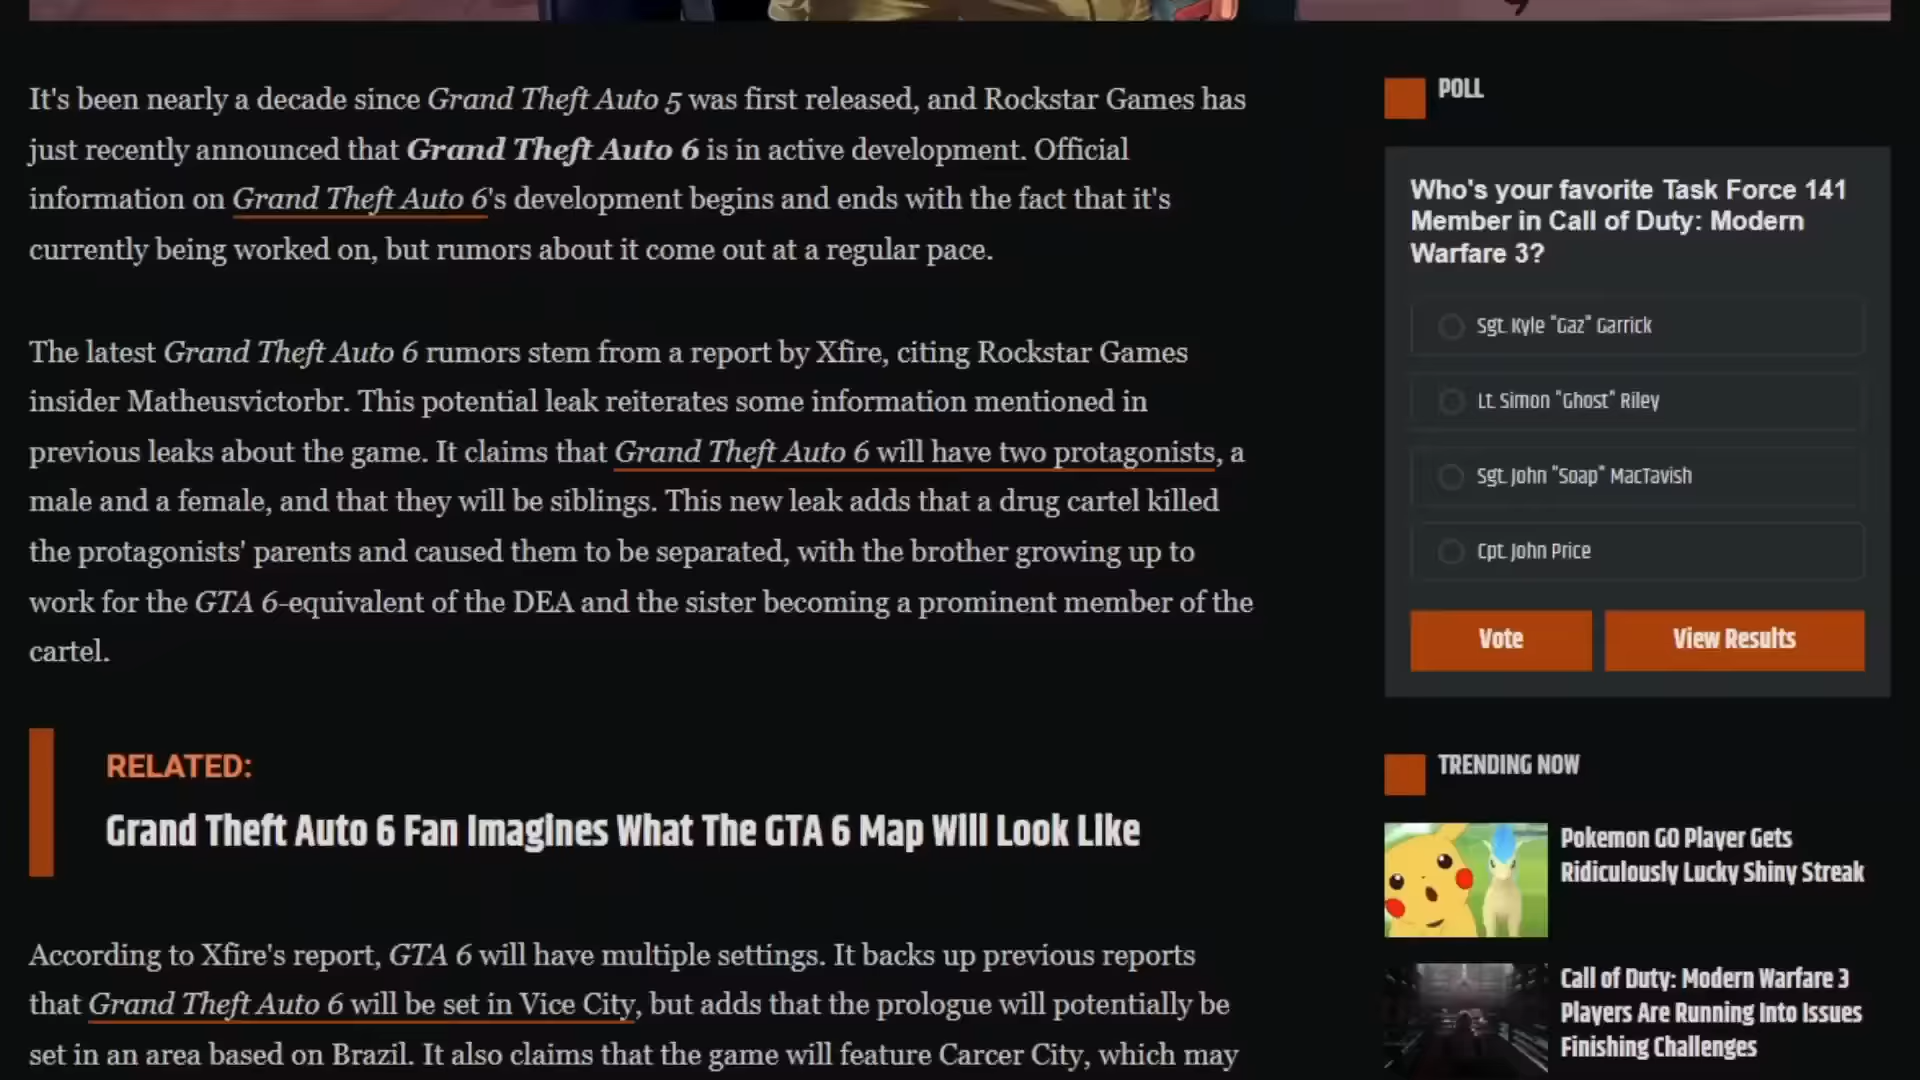 It's been nearly a decade since Grand Theft Auto 5 was first released, and Rockstar Games has
just recently announced that Grand Theft Auto 6 is in active development. Official
information on Grand Theft Auto 6's development begins and ends with the fact that it's
currently being worked on, but rumors about it come out at a regular pace.
The latest Grand Theft Auto 6 rumors stem from a report by Xfire, citing Rockstar Games
insider Matheusvictorbr. This potential leak reiterates some information mentioned in
previous leaks about the game. It claims that Grand Theft Auto 6 will have two protagonists, a
male and a female, and that they will be siblings. This new leak adds that a drug cartel killed
the protagonists' parents and caused them to be separated, with the brother growing up to
work for the GTA 6-equivalent of the DEA and the sister becoming a prominent member of the
cartel.
RELATED:
Grand Theft Auto 6 Fan Imagines What The GTA 6 Map Will Look Like
According to Xfire's report, GTA 6 will have multiple settings. It backs up previous reports
that Grand Theft Auto 6 will be set in Vice City, but adds that the prologue will potentially be
set in an area based on Brazil. It also claims that the game will feature Carcer City, which may
POLL
Who's your favorite Task Force 141
Member in Call of Duty: Modern
Warfare 3?
Sgt. Kyle "Gaz" Garrick
Lt. Simon "Ghost" Riley
Sgt. John "Soap" MacTavish
Cpt. John Price
Vote
View Results
TRENDING NOW
Pokemon GO Player Gets
Ridiculously Lucky Shiny Streak
Call of Duty: Modern Warfare 3
Players Are Running Into Issues
Finishing Challenges